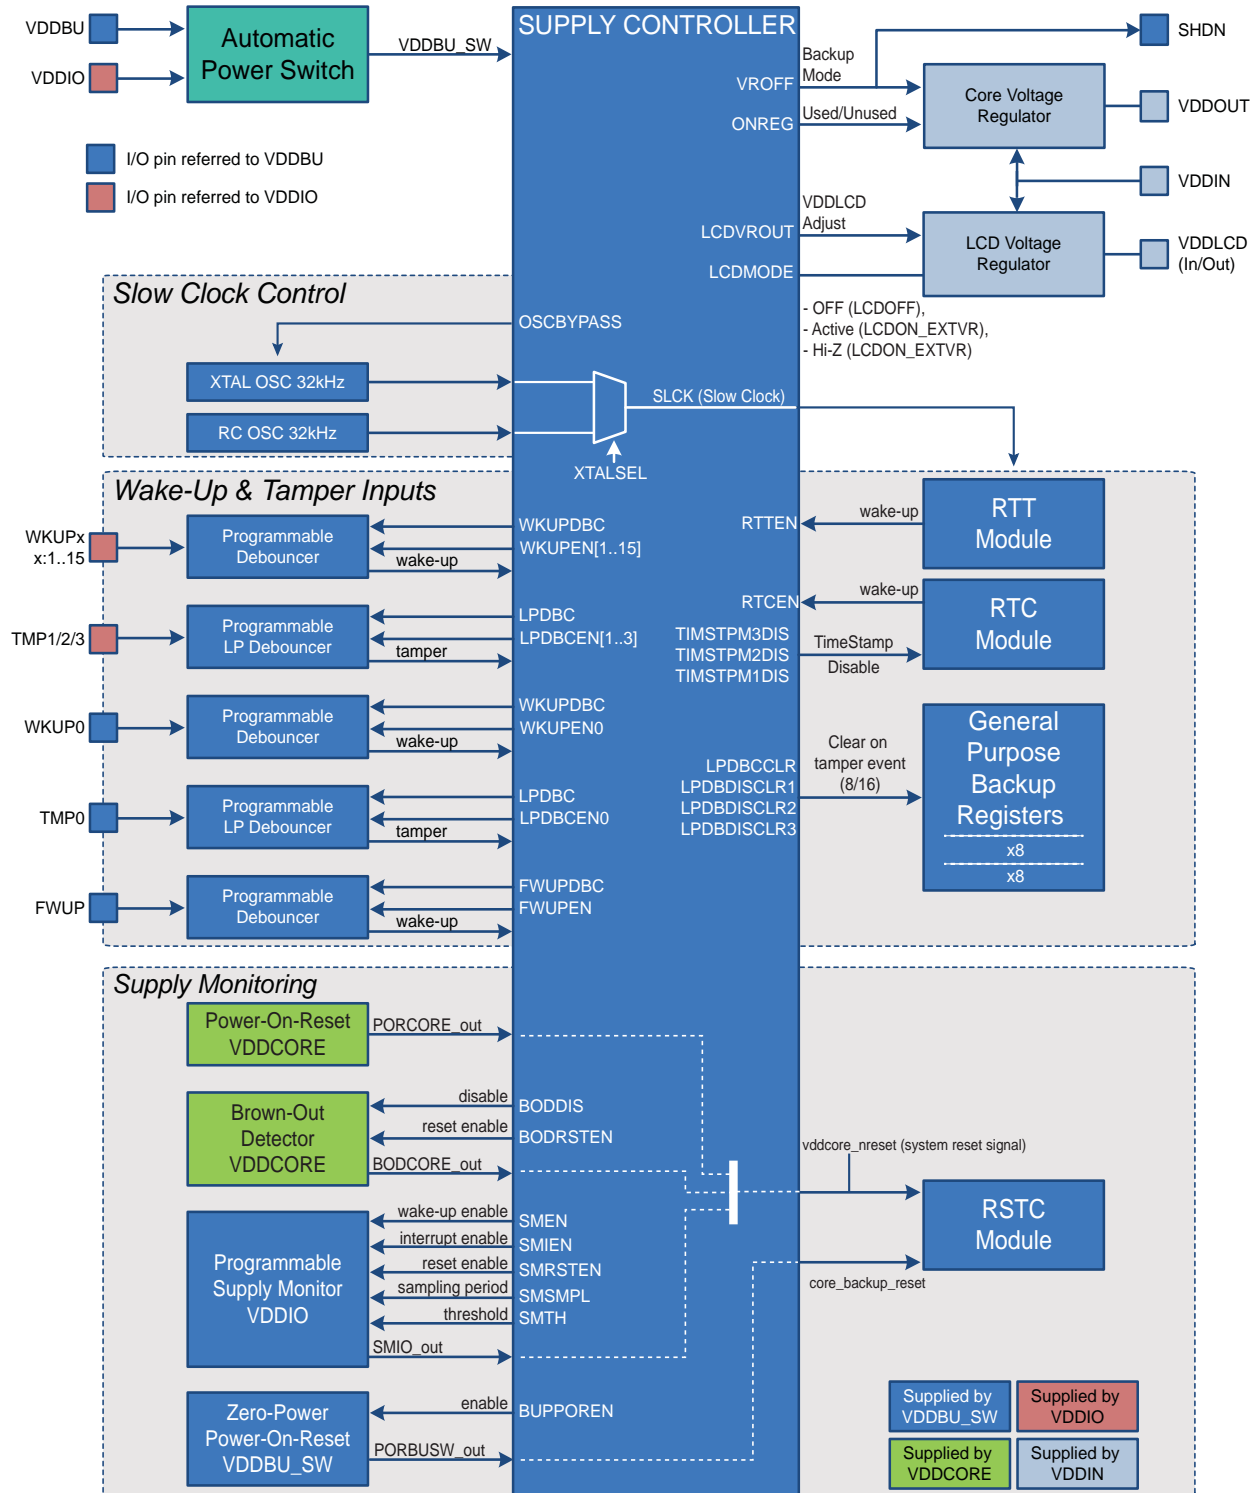 SUPPLY CONTROLLER
VDDBU
VDDIO
Automatic
Power Switch
VDDBU_SW
I/O pin referred to VDDBU
I/O pin referred to VDDIO
VROFF
Backup
Mode
ONREG
Used/Unused
Core Voltage
Regulator
SHDN
VDDOUT
VDDIN
LCDVROUT
VDDLCD
Adjust
LCDMODE
LCD Voltage
Regulator
VDDLCD
(In/Out)
- OFF (LCDOFF),
- Active (LCDON_EXTVR),
- Hi-Z (LCDON_EXTVR)
Slow Clock Control
OSCBYPASS
XTAL OSC 32kHz
RC OSC 32kHz
SLCK (Slow Clock)
XTALSEL
Wake-Up & Tamper Inputs
WKUPx
x:1..15
Programmable
Debouncer
WKUPDBC
WKUPEN[1..15]
wake-up
TMP1/2/3
Programmable
LP Debouncer
LPDBC
LPDBCEN[1..3]
tamper
WKUP0
Programmable
Debouncer
WKUPDBC
WKUPEN0
wake-up
TMP0
Programmable
LP Debouncer
LPDBC
LPDBCEN0
tamper
FWUP
Programmable
Debouncer
FWUPDBC
FWUPEN
wake-up
RTTEN
wake-up
RTT
Module
RTCEN
wake-up
RTC
Module
TIMSTPM3DIS
TIMSTPM2DIS
TIMSTPM1DIS
TimeStamp
Disable
LPDBCCLR
LPDBDISCLR1
LPDBDISCLR2
LPDBDISCLR3
Clear on
tamper event
(8/16)
General
Purpose
Backup
Registers
x8
x8
Supply Monitoring
Power-On-Reset
VDDCORE
PORCORE_out
Brown-Out
Detector
VDDCORE
disable
BODDIS
reset enable
BODRSTEN
BODCORE_out
Programmable
Supply Monitor
VDDIO
wake-up enable
SMEN
interrupt enable
SMIEN
reset enable
SMRSTEN
sampling period
SMSMPL
threshold
SMTH
SMIO_out
Zero-Power
Power-On-Reset
VDDBU_SW
enable
BUPPOREN
PORBUSW_out
vddcore_nreset (system reset signal)
core_backup_reset
RSTC
Module
Supplied by
VDDBU_SW
Supplied by
VDDIO
Supplied by
VDDCORE
Supplied by
VDDIN